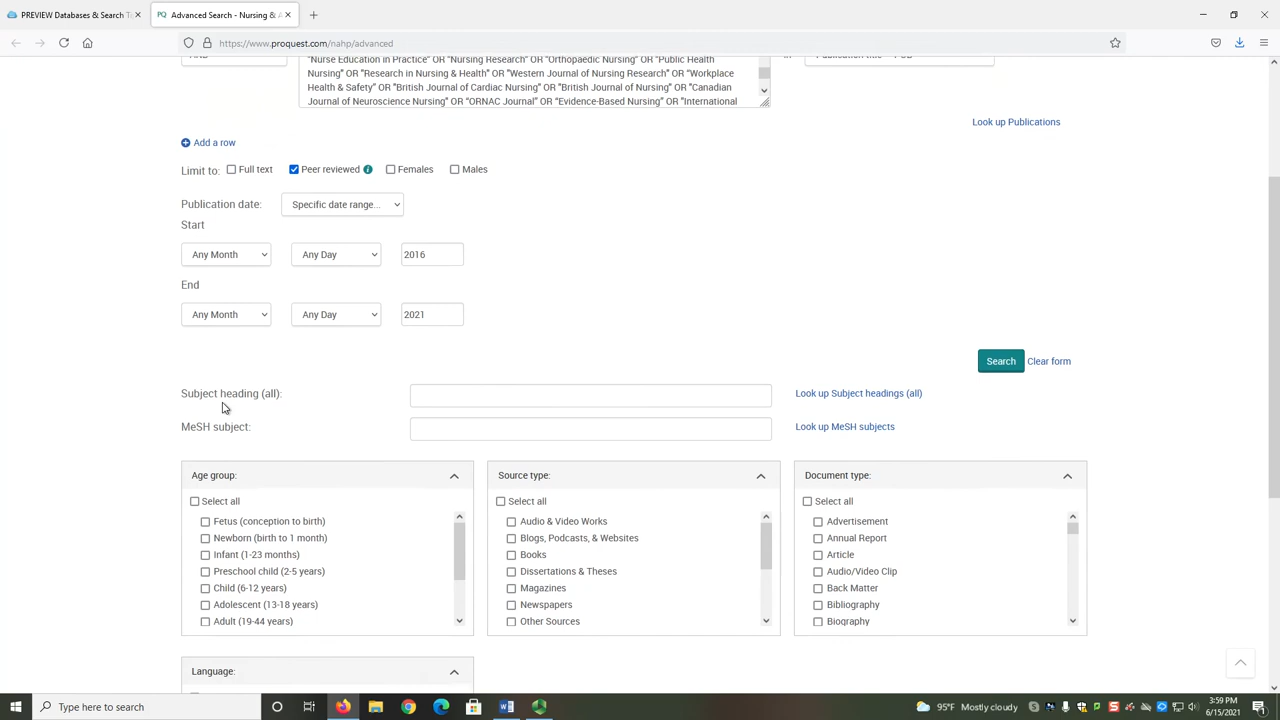 PREVIEW Databases & Search T
PQ Advanced Search - Nursing &
https://www.proquest.com/nahp/advanced
"Nurse Education in Practice" OR "Nursing Research" OR "Orthopaedic Nursing" OR "Public Health
Nursing" OR "Research in Nursing & Health" OR "Western Journal of Nursing Research" OR "Workplace
Health & Safety" OR "British Journal of Cardiac Nursing" OR "British Journal of Nursing" OR "Canadian
Journal of Neuroscience Nursing" OR "ORNAC Journal" OR "Evidence-Based Nursing" OR "International
Look up Publications
Add a row
Limit to: Full text Peer reviewed i Females Males
Publication date: Specific date range...
Start
Any Month Any Day 2016
End
Any Month Any Day 2021
Search Clear form
Subject heading (all): Look up Subject headings (all)
MeSH subject: Look up MeSH subjects
Age group: Source type: Document type:
Select all Select all Select all
Fetus (conception to birth) Audio & Video Works Advertisement
Newborn (birth to 1 month) Blogs, Podcasts, & Websites Annual Report
Infant (1-23 months) Books Article
Preschool child (2-5 years) Dissertations & Theses Audio/Video Clip
Child (6-12 years) Magazines Back Matter
Adolescent (13-18 years) Newspapers Bibliography
Adult (19-44 years) Other Sources Biography
Language:
Type here to search
95°F Mostly cloudy
3:59 PM
6/15/2021